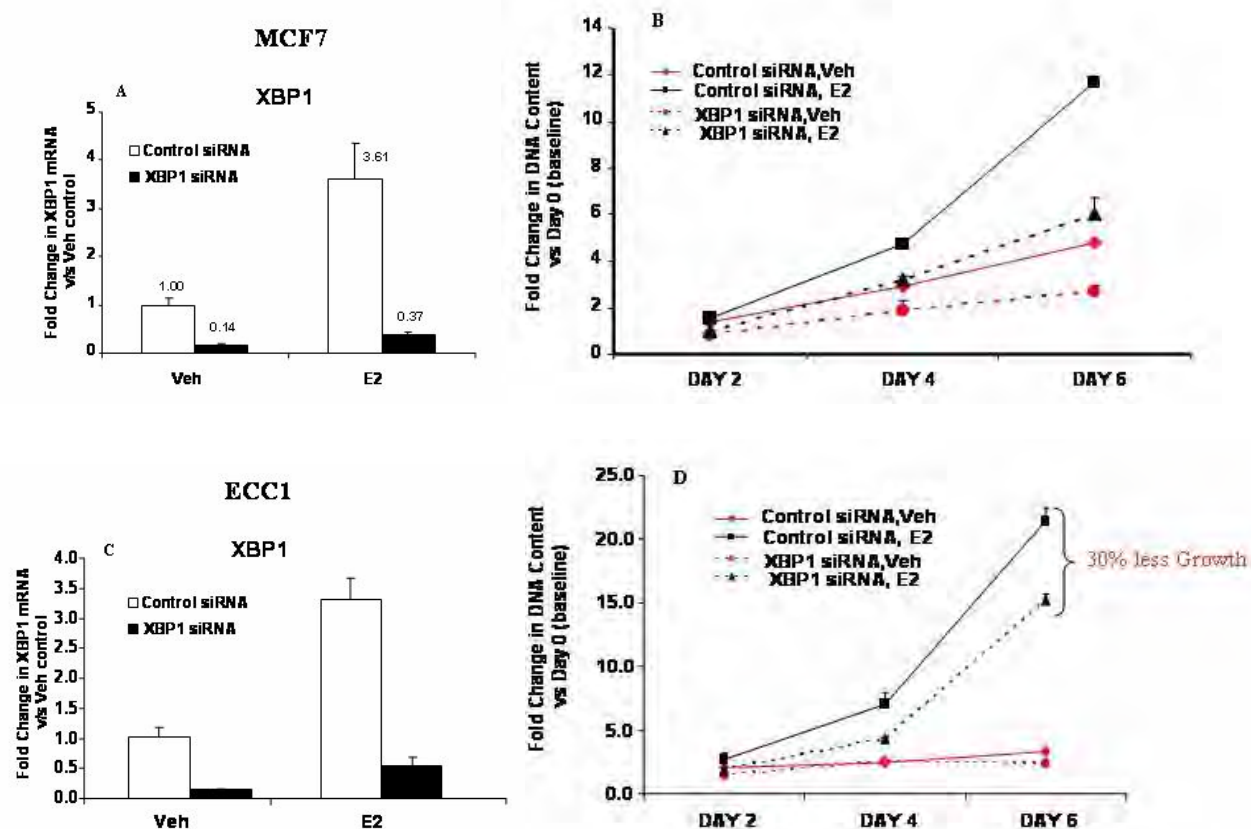 MCF7
A
XBP1
Fold Change in XBP1 mRNA
v/s Veh control
5
4
3
2
1
0
Control siRNA
XBP1 siRNA
1.00
0.14
3.61
0.37
Veh
E2
B
Fold Change in DNA Content
vs Day 0 (baseline)
14
12
10
8
6
4
2
0
Control siRNA,Veh
Control siRNA, E2
XBP1 siRNA,Veh
XBP1 siRNA, E2
DAY 2
DAY 4
DAY 6
ECC1
C
XBP1
Fold Change in XBP1 mRNA
v/s Veh control
4.0
3.5
3.0
2.5
2.0
1.5
1.0
0.5
0.0
Control siRNA
XBP1 siRNA
Veh
E2
D
Fold Change in DNA Content
vs Day 0 (baseline)
25.0
20.0
15.0
10.0
5.0
0.0
Control siRNA,Veh
Control siRNA, E2
XBP1 siRNA,Veh
XBP1 siRNA, E2
30% less Growth
DAY 2
DAY 4
DAY 6